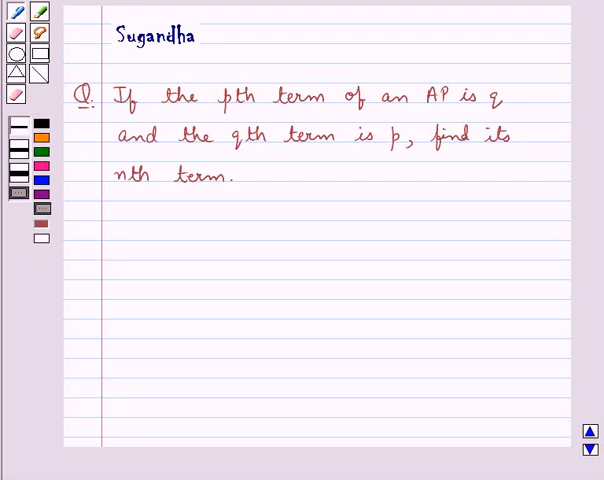 Sugandha
Q. If the pth term of an AP is q
and the qth term is p, find its
nth term.